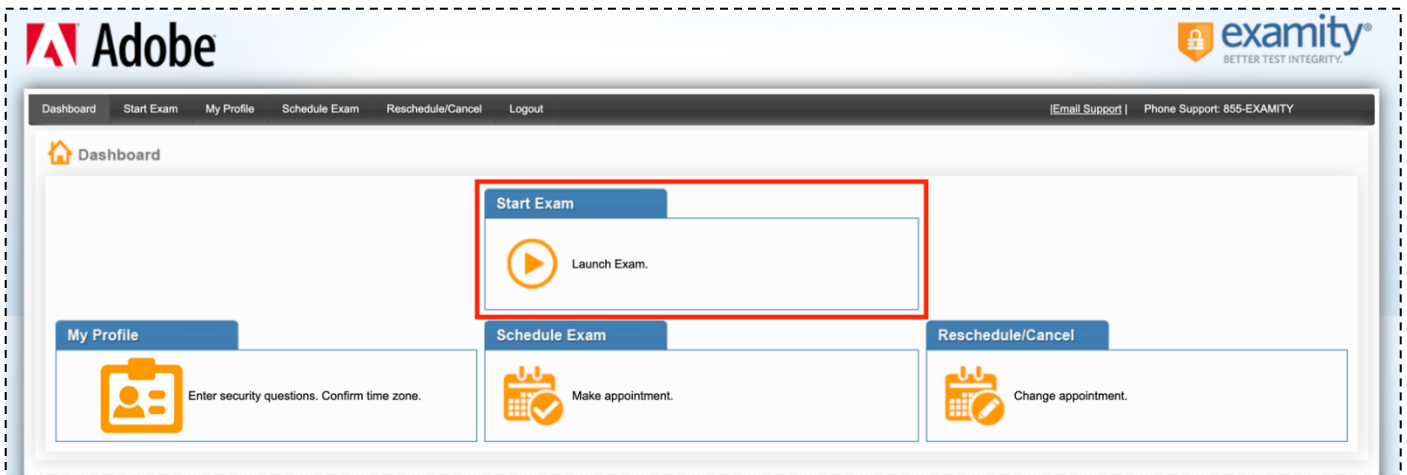 Adobe
examity®
BETTER TEST INTEGRITY.
Dashboard Start Exam My Profile Schedule Exam Reschedule/Cancel Logout |Email Support| Phone Support: 855-EXAMITY
Dashboard
Start Exam
Launch Exam.
My Profile
Enter security questions. Confirm time zone.
Schedule Exam
Make appointment.
Reschedule/Cancel
Change appointment.